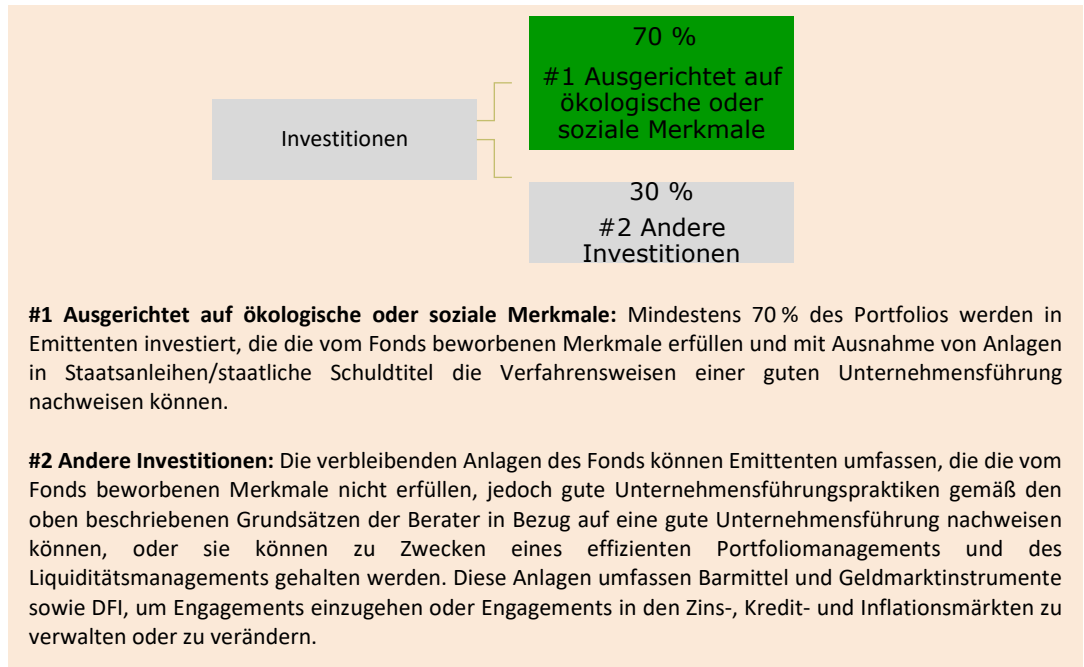 70 %
#1 Ausgerichtet auf
ökologische oder
soziale Merkmale
Investitionen
30 %
#2 Andere
Investitionen
#1 Ausgerichtet auf ökologische oder soziale Merkmale: Mindestens 70 % des Portfolios werden in
Emittenten investiert, die die vom Fonds beworbenen Merkmale erfüllen und mit Ausnahme von Anlagen
in Staatsanleihen/staatliche Schuldtitel die Verfahrensweisen einer guten Unternehmensführung
nachweisen können.
#2 Andere Investitionen: Die verbleibenden Anlagen des Fonds können Emittenten umfassen, die die vom
Fonds beworbenen Merkmale nicht erfüllen, jedoch gute Unternehmensführungspraktiken gemäß den
oben beschriebenen Grundsätzen der Berater in Bezug auf eine gute Unternehmensführung nachweisen
können, oder sie können zu Zwecken eines effizienten Portfoliomanagements und des
Liquiditätsmanagements gehalten werden. Diese Anlagen umfassen Barmittel und Geldmarktinstrumente
sowie DFI, um Engagements einzugehen oder Engagements in den Zins-, Kredit- und Inflationsmärkten zu
verwalten oder zu verändern.